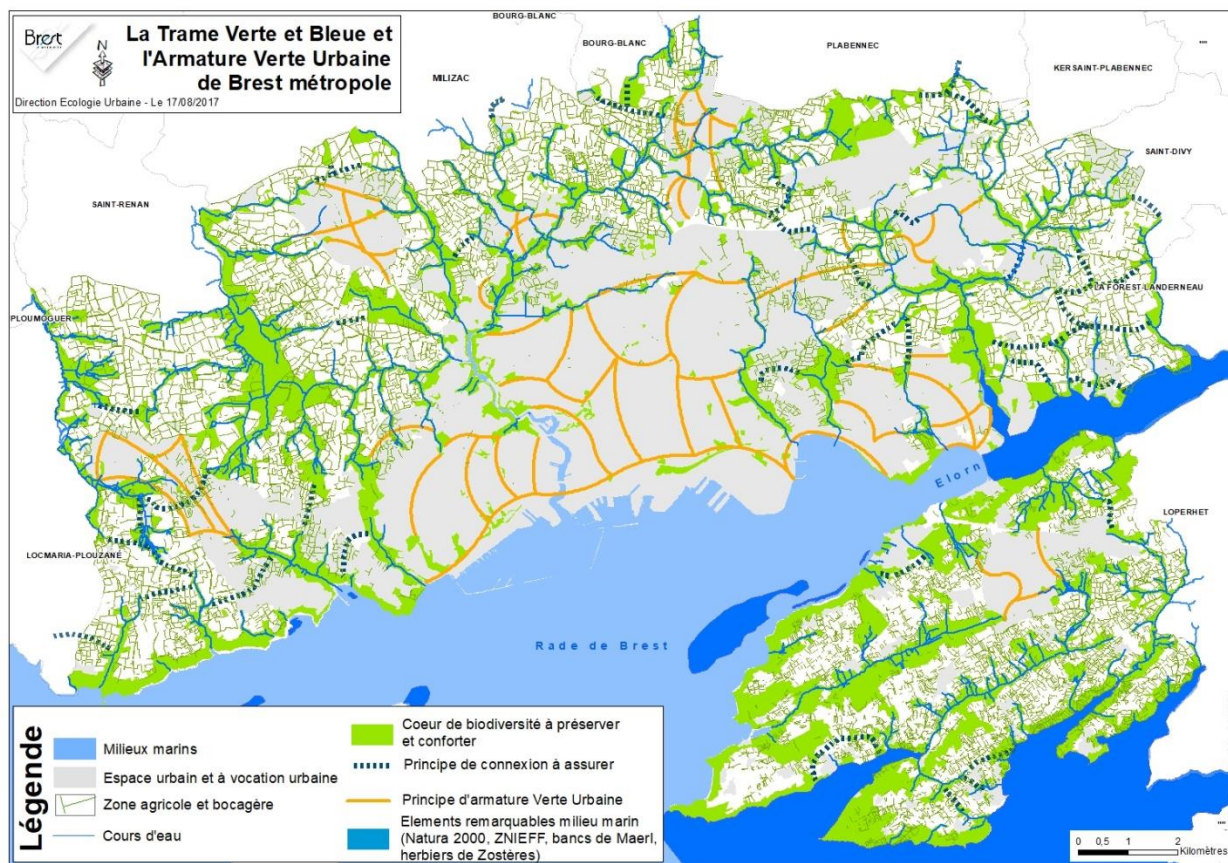 Brest
La Trame Verte et Bleue et
l'Armature Verte Urbaine
de Brest métropole
N
Direction Ecologie Urbaine - Le 17/08/2017
BOURG-BLANC
BOURG-BLANC
PLABENNEC
KERSAINT-PLABENNEC
MILIZAC
SAINT-DIVY
SAINT-RENAN
LA FOREST-LANDERNEAU
PLOUMOGUER
Elorn
LOPERHET
LOCMARIA-PLOUZANÉ
Rade de Brest
Légende
Milieux marins
Espace urbain et à vocation urbaine
Zone agricole et bocagère
Cours d'eau
Coeur de biodiversité à préserver
et conforter
Principe de connexion à assurer
Principe d'armature Verte Urbaine
Elements remarquables milieu marin
(Natura 2000, ZNIEFF, bancs de Maerl,
herbiers de Zostères)
0 0,5 1 2
Kilomètres